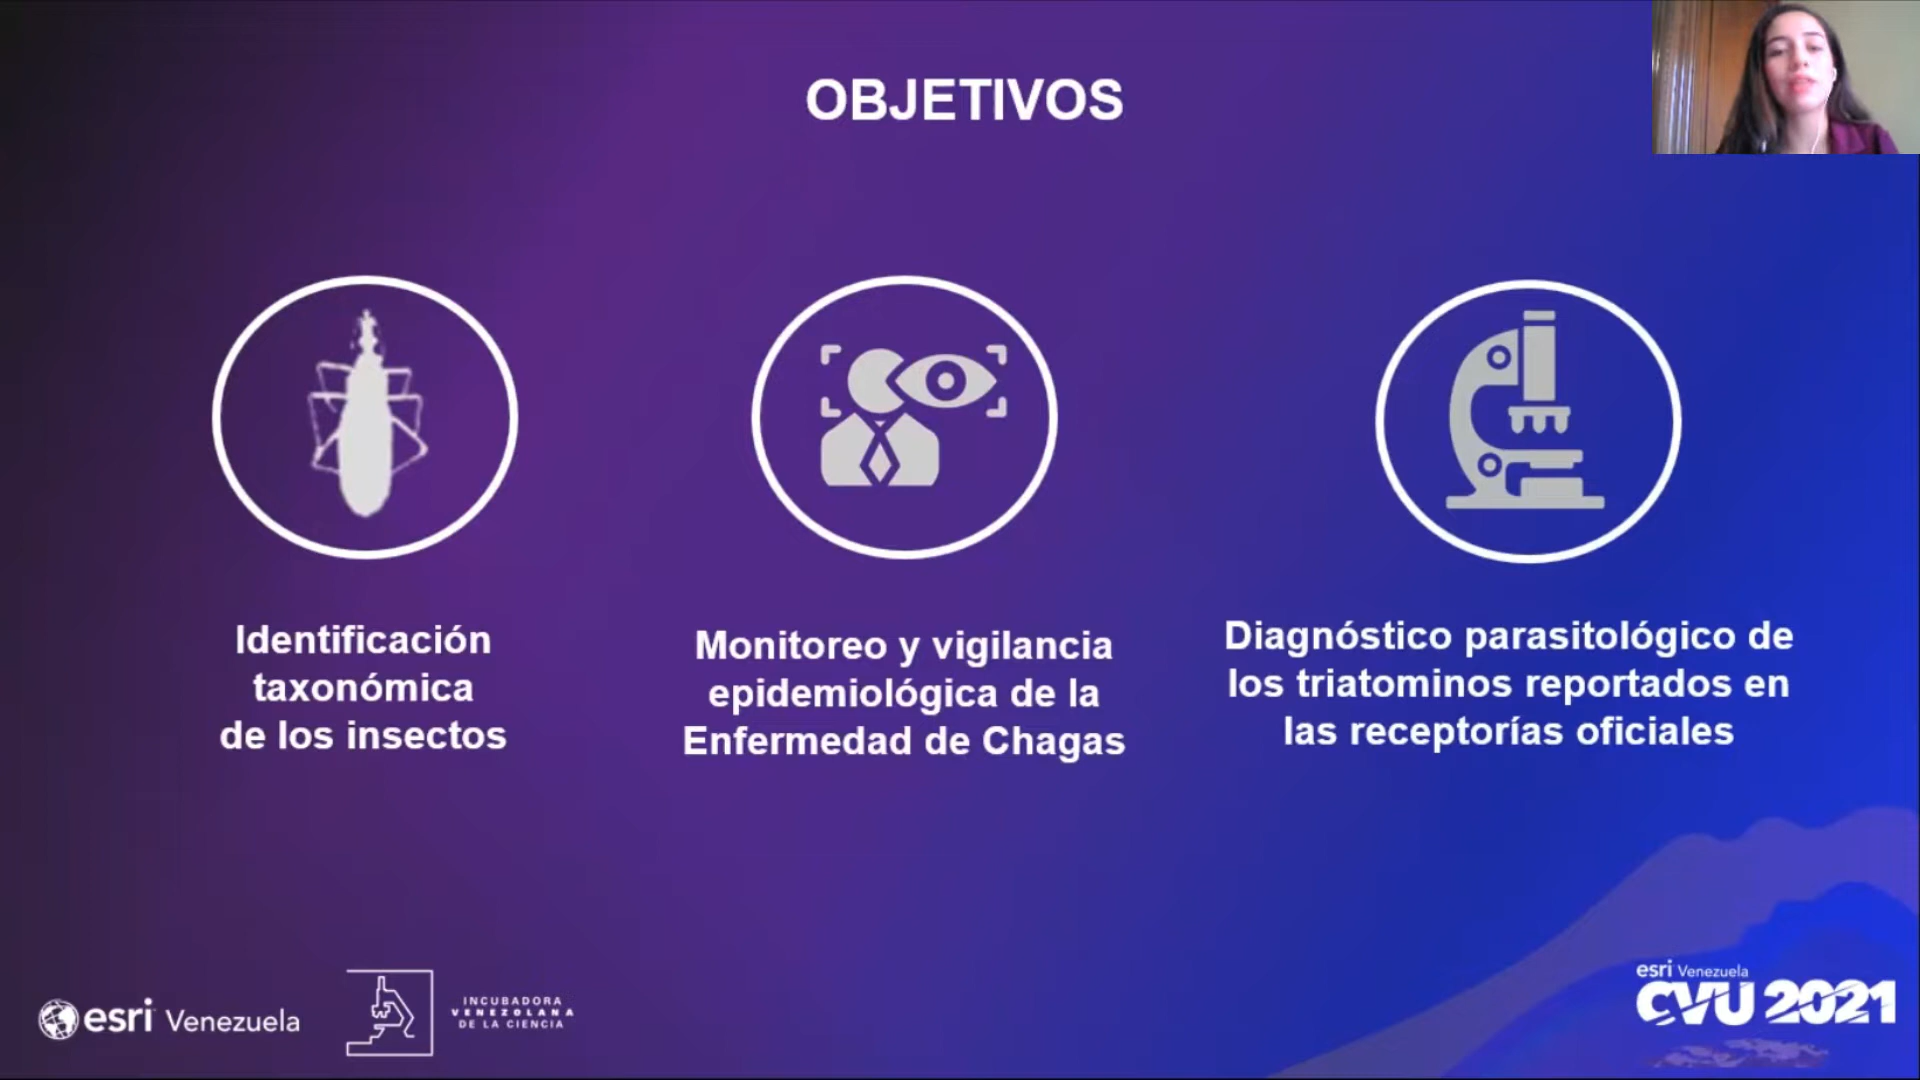 OBJETIVOS
Identificación
taxonómica
de los insectos
Monitoreo y vigilancia
epidemiológica de la
Enfermedad de Chagas
Diagnóstico parasitológico de
los triatominos reportados en
las receptorías oficiales
esri Venezuela
INCUBADORA
VENEZOLANA
DE LA CIENCIA
esri Venezuela
CVU 2021